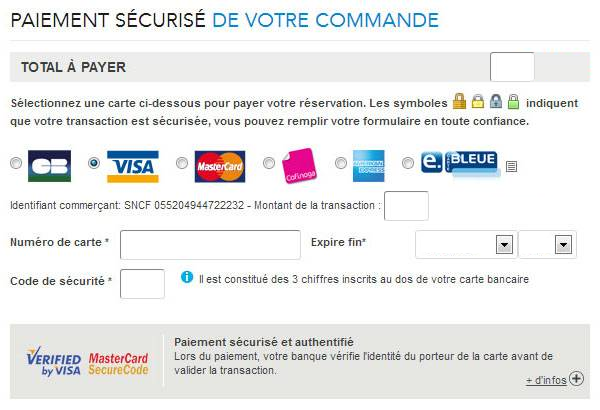 PAIEMENT SÉCURISÉ DE VOTRE COMMANDE
TOTAL À PAYER
Sélectionnez une carte ci-dessous pour payer votre réservation. Les symboles indiquent
que votre transaction est sécurisée, vous pouvez remplir votre formulaire en toute confiance.
CB VISA MasterCard Cofinoga AMERICAN EXPRESS e. BLEUE
Identifiant commerçant: SNCF 055204944722232 - Montant de la transaction :
Numéro de carte * Expire fin*
Code de sécurité * i Il est constitué des 3 chiffres inscrits au dos de votre carte bancaire
Paiement sécurisé et authentifié
VERIFIED by VISA MasterCard SecureCode
Lors du paiement, votre banque vérifie l'identité du porteur de la carte avant de
valider la transaction.
+ d'infos